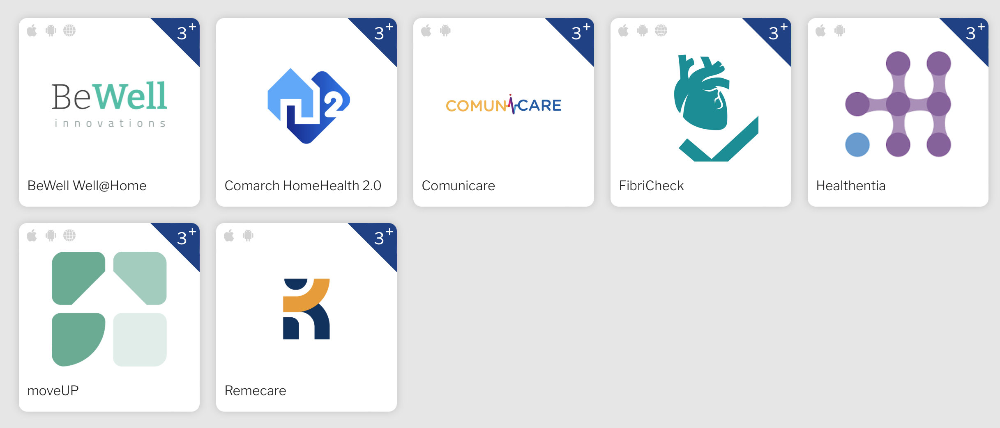 3+
BeWell
innovations
BeWell Well@Home
3+
2
Comarch HomeHealth 2.0
3+
COMUNICARE
Comunicare
3+
FibriCheck
3+
Healthentia
3+
moveUP
3+
Remecare